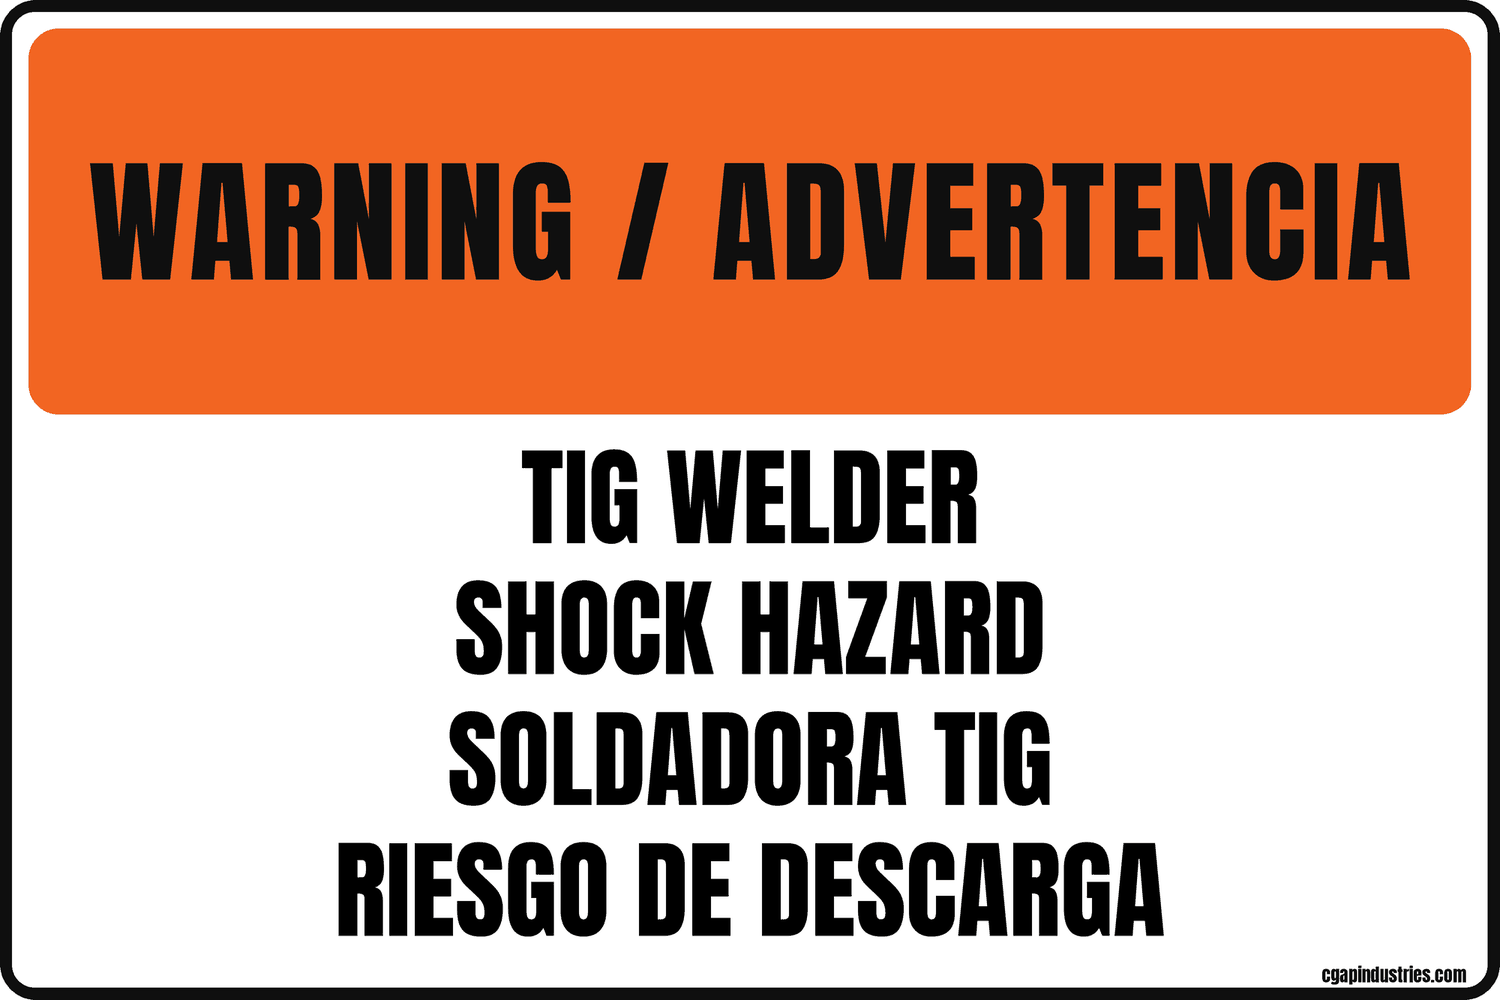 WARNING / ADVERTENCIA
TIG WELDER
SHOCK HAZARD
SOLDADORA TIG
RIESGO DE DESCARGA
cgapindustries.com